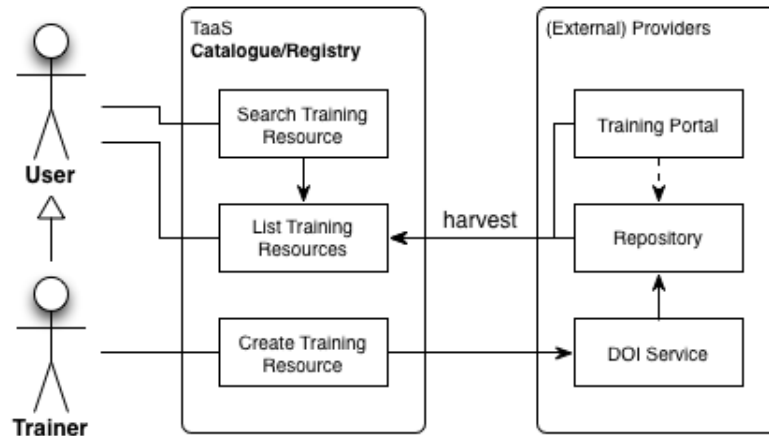 TaaS
Catalogue/Registry
(External) Providers
Search Training
Resource
Training Portal
User
harvest
List Training
Resources
Repository
Create Training
Resource
DOI Service
Trainer